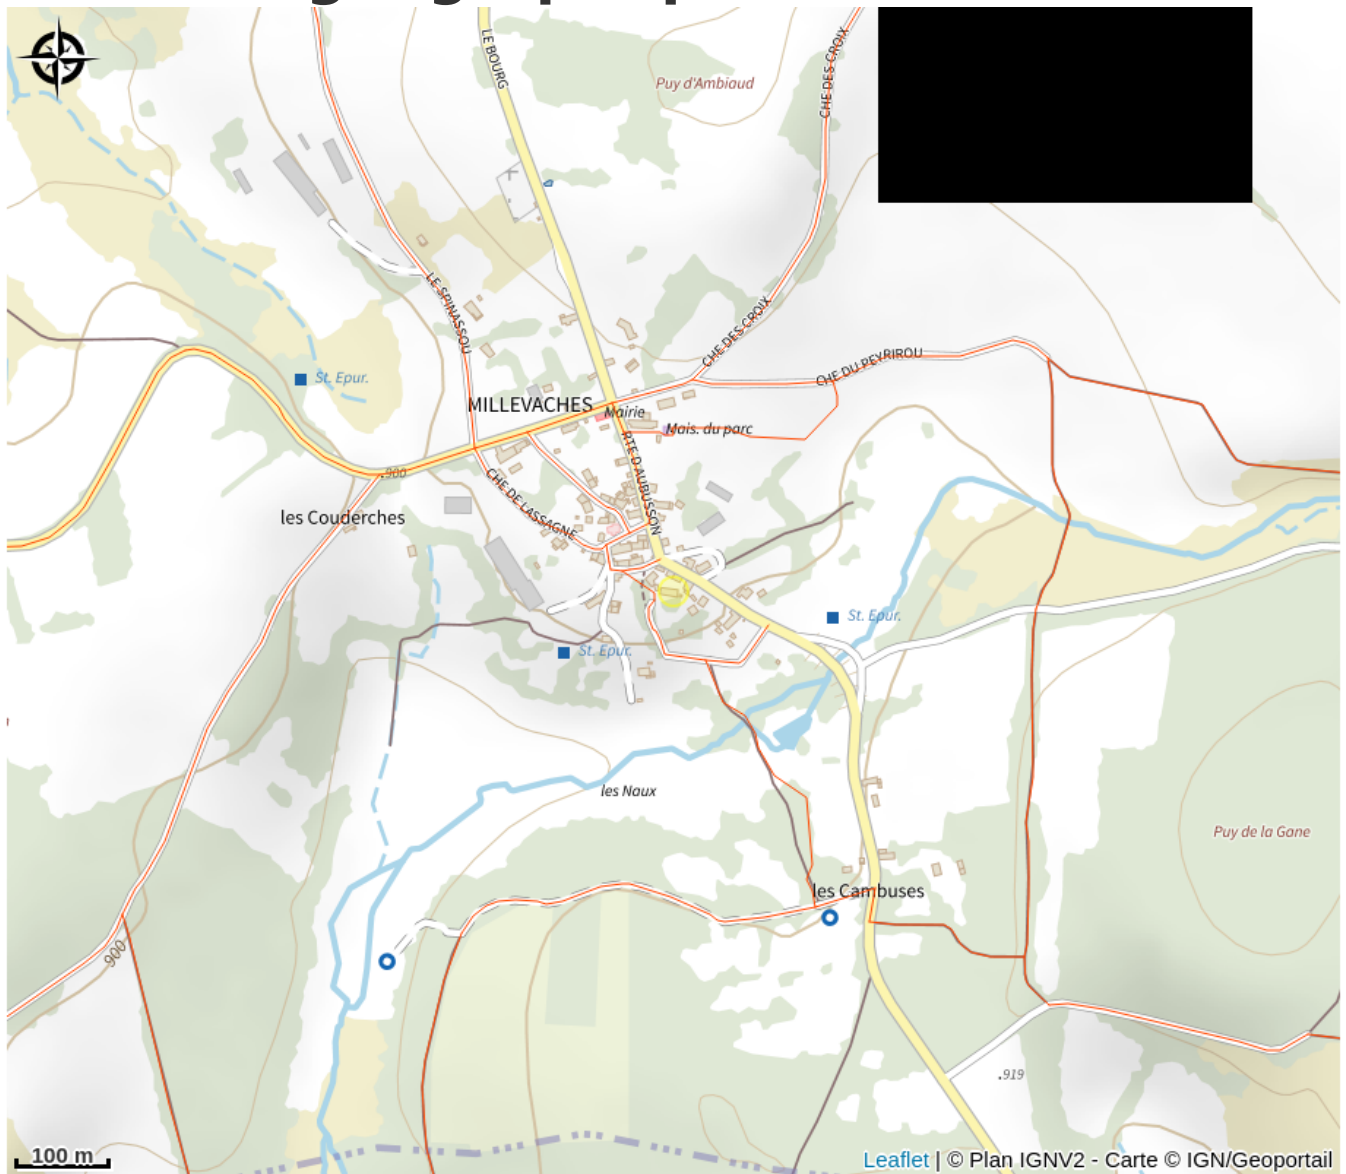 LE BOURG
CHE DES CROIX
Puy d'Ambiaud
LE SPINASSOU
CHE DES CROIX
CHE DU PEYRIROU
St. Epur.
MILLEVACHES
Mairie
Mais. du parc
RTE D'AUBUSSON
.900
CHE DE LASSAGNE
les Couderches
St. Epur.
St. Epur.
les Naux
Puy de la Gane
les Cambuses
900
.919
100 m
Leaflet | © Plan IGNV2 - Carte © IGN/Geoportail